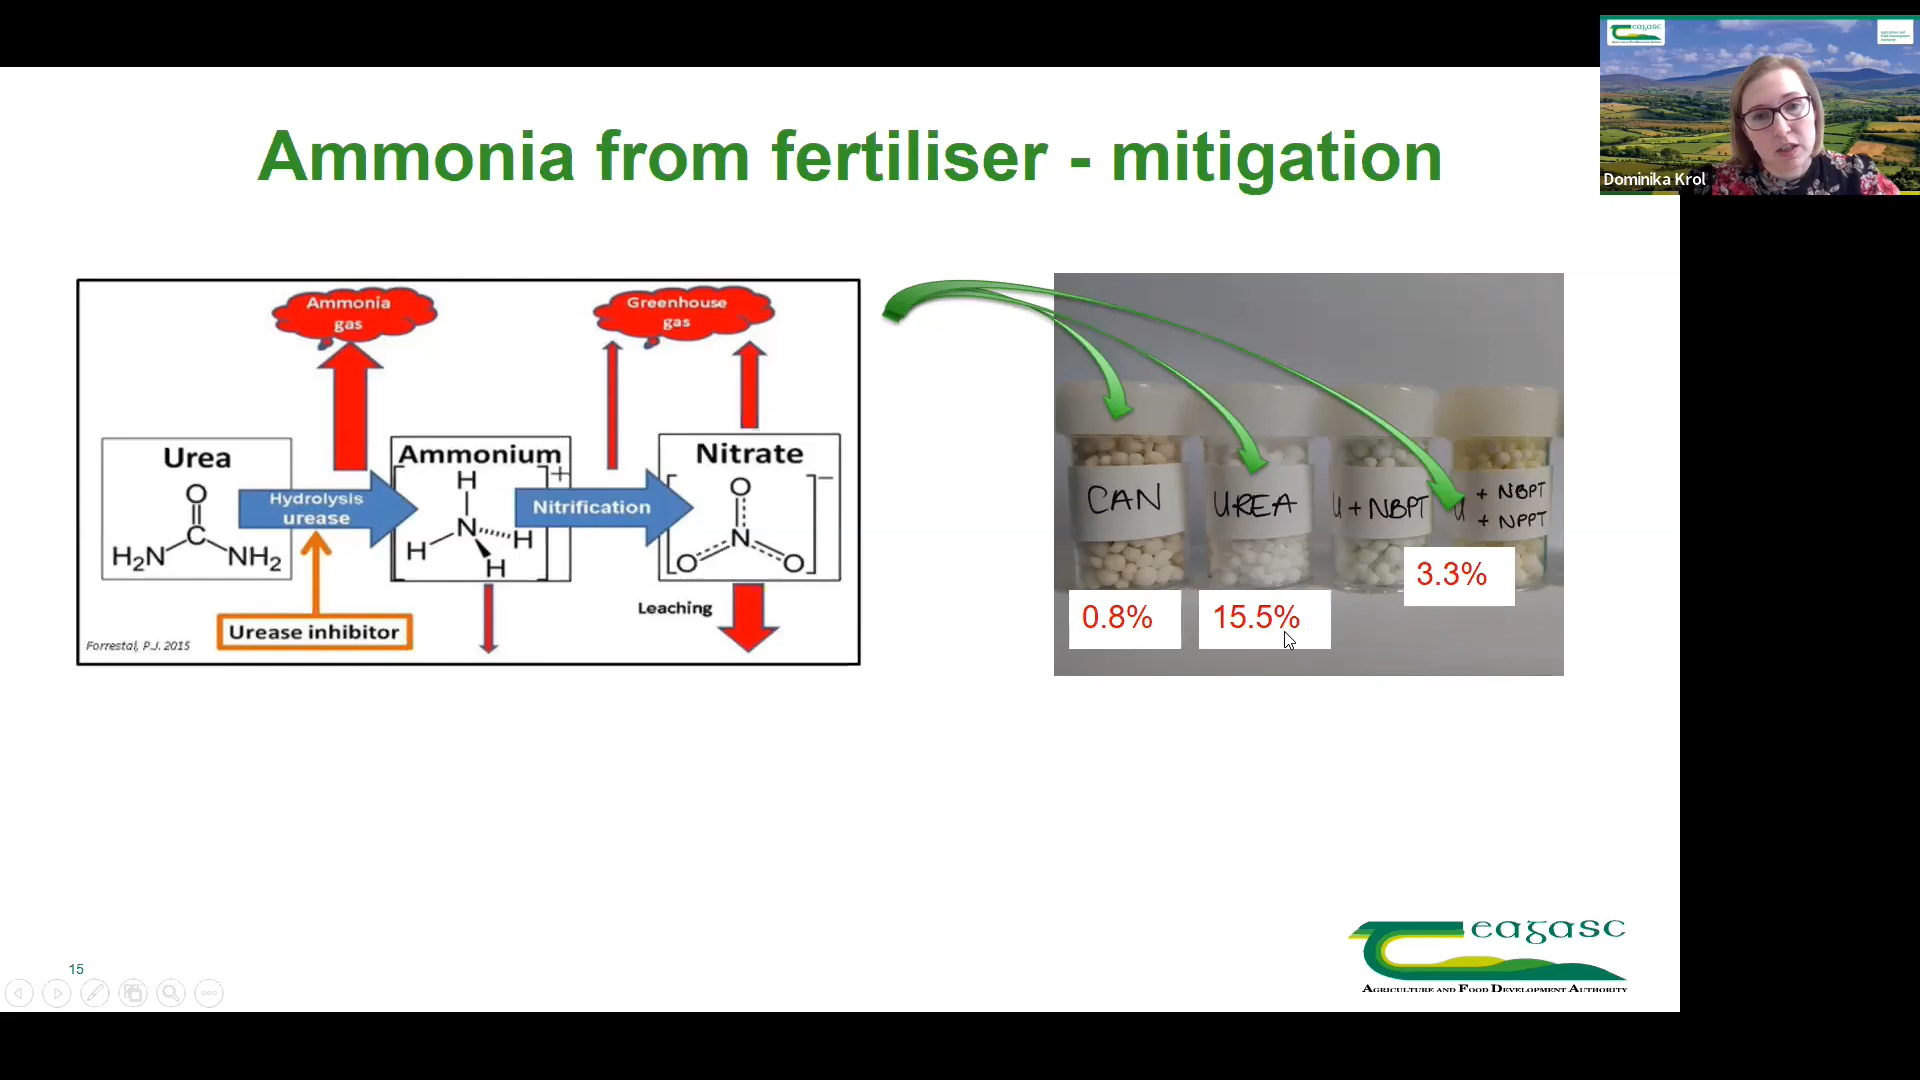 Ammonia from fertiliser - mitigation
Ammonia
gas
Greenhouse
gas
Urea
O
C
H₂N
NH₂
Hydrolysis
urease
Ammonium
+
H
N
H
H
H
Nitrification
Nitrate
−
O
N
O
O
Leaching
Urease inhibitor
Forrestal, P.J. 2015
CAN
UREA
U + NBPT
U + NBPT
+ NPPT
0.8%
15.5%
3.3%
15
eagasc
Agriculture and Food Development Authority
eagasc
Dominika Krol